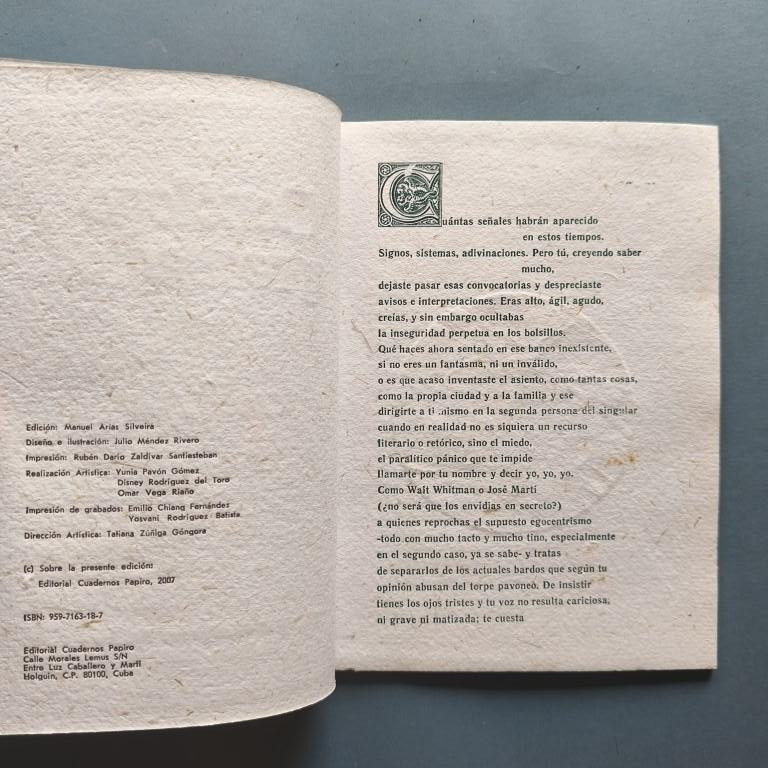 Edición: Manuel Arias Silveira
Diseño e ilustración: Julio Méndez Rivero
Impresión: Rubén Darío Zaldívar Santiesteban
Realización Artística: Yunia Pavón Gómez
Disney Rodríguez del Toro
Omar Vega Riaño
Impresión de grabados: Emilio Chiang Fernándes
Yosvani Rodríguez Batista
Dirección Artística: Tatiana Zúñiga Góngora
(c) Sobre la presente edición:
Editorial Cuadernos Papiro, 2007
ISBN: 959-7163-18-7
Editorial Cuadernos Papiro
Calle Morales Lemus S/N
Entre Luz Caballero y Martí
Holguín, C.P. 80100, Cuba
Cuántas señales habrán aparecido
en estos tiempos.
Signos, sistemas, adivinaciones. Pero tú, creyendo saber
mucho,
dejaste pasar esas convocatorias y despreciaste
avisos e interpretaciones. Eras alto, ágil, agudo,
creías, y sin embargo ocultabas
la inseguridad perpetua en los bolsillos.
Qué haces ahora sentado en ese banco inexistente,
si no eres un fantasma, ni un inválido,
o es que acaso inventaste el asiento, como tantas cosas,
como la propia ciudad y a la familia y ese
dirigirte a ti mismo en la segunda persona del singular
cuando en realidad no es siquiera un recurso
literario o retórico, sino el miedo,
el paralítico pánico que te impide
llamarte por tu nombre y decir yo, yo, yo.
Como Walt Whitman o José Martí
(¿no será que los envidias en secreto?)
a quienes reprochas el supuesto egocentrismo
-todo con mucho tacto y mucho tino, especialmente
en el segundo caso, ya se sabe- y tratas
de separarlos de los actuales bardos que según tu
opinión abusan del torpe pavoneo. De insistir
tienes los ojos tristes y tu voz no resulta cariciosa,
ni grave ni matizada; te cuesta